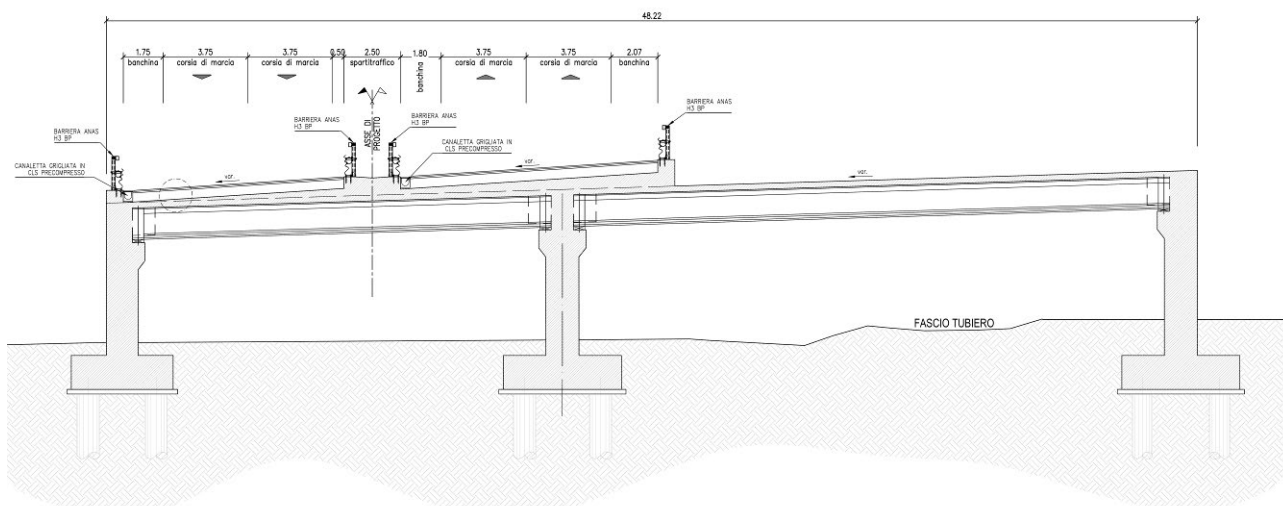 48.22
1.75
banchina
3.75
corsia di marcia
3.75
corsia di marcia
0.50
2.50
spartitraffico
1.80
banchina
3.75
corsia di marcia
3.75
corsia di marcia
2.07
banchina
BARRIERA ANAS
H3 BP
BARRIERA ANAS
H3 BP
ASSE DI
PROGETTO
BARRIERA ANAS
H3 BP
BARRIERA ANAS
H3 BP
CANALETTA GRIGLIATA IN
CLS PRECOMPRESSO
CANALETTA GRIGLIATA IN
CLS PRECOMPRESSO
var.
var.
var.
FASCIO TUBIERO